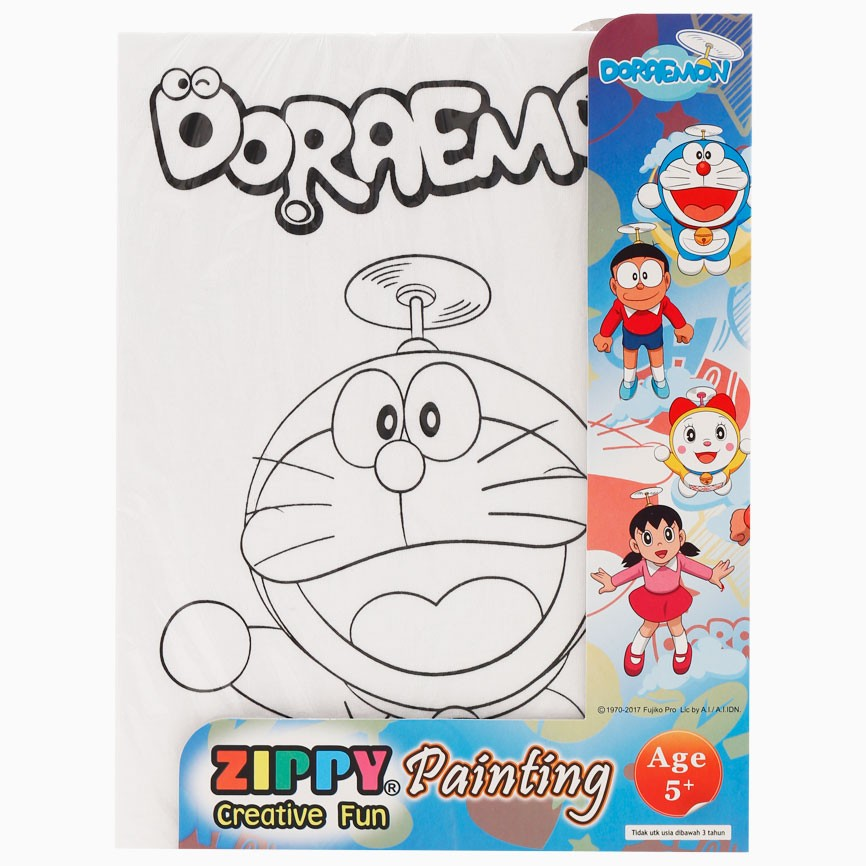 DORAEMO
DORAEMON
©1970-2017 Fujiko Pro Lic by A.I./ A.I.IDN.
ZIPPY® Painting
Creative Fun
Age
5+
Tidak utk usia dibawah 3 tahun